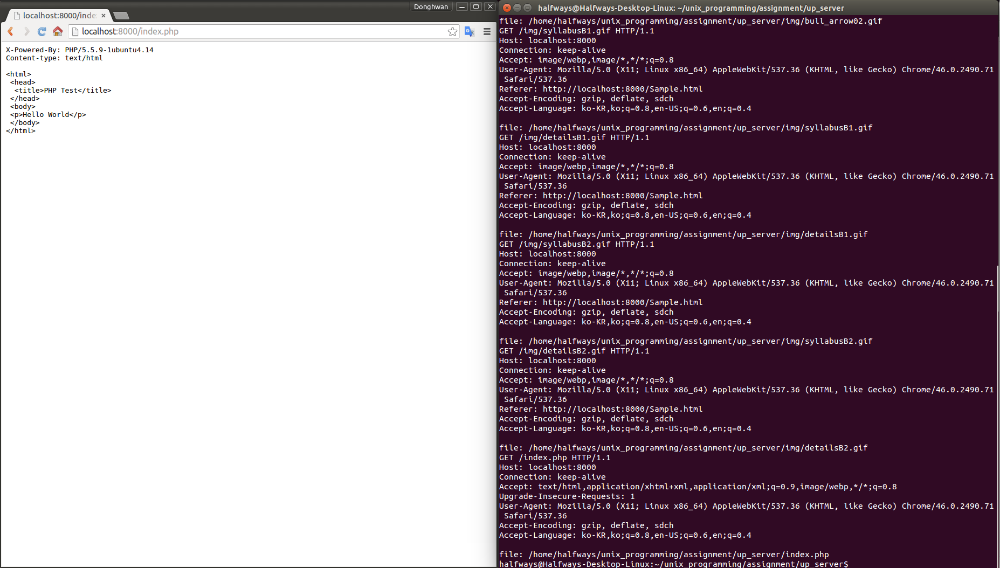 Donghwan
localhost:8000/inde
localhost:8000/index.php
X-Powered-By: PHP/5.5.9-1ubuntu4.14
Content-type: text/html
<html>
<head>
<title>PHP Test</title>
</head>
<body>
<p>Hello World</p>
</body>
</html>
halfways@Halfways-Desktop-Linux: ~/unix_programming/assignment/up_server
file: /home/halfways/unix_programming/assignment/up_server/img/bull_arrow02.gif
GET /img/syllabusB1.gif HTTP/1.1
Host: localhost:8000
Connection: keep-alive
Accept: image/webp,image/*,*/*;q=0.8
User-Agent: Mozilla/5.0 (X11; Linux x86_64) AppleWebKit/537.36 (KHTML, like Gecko) Chrome/46.0.2490.71
Safari/537.36
Referer: http://localhost:8000/Sample.html
Accept-Encoding: gzip, deflate, sdch
Accept-Language: ko-KR,ko;q=0.8,en-US;q=0.6,en;q=0.4
file: /home/halfways/unix_programming/assignment/up_server/img/syllabusB1.gif
GET /img/detailsB1.gif HTTP/1.1
Host: localhost:8000
Connection: keep-alive
Accept: image/webp,image/*,*/*;q=0.8
User-Agent: Mozilla/5.0 (X11; Linux x86_64) AppleWebKit/537.36 (KHTML, like Gecko) Chrome/46.0.2490.71
Safari/537.36
Referer: http://localhost:8000/Sample.html
Accept-Encoding: gzip, deflate, sdch
Accept-Language: ko-KR,ko;q=0.8,en-US;q=0.6,en;q=0.4
file: /home/halfways/unix_programming/assignment/up_server/img/detailsB1.gif
GET /img/syllabusB2.gif HTTP/1.1
Host: localhost:8000
Connection: keep-alive
Accept: image/webp,image/*,*/*;q=0.8
User-Agent: Mozilla/5.0 (X11; Linux x86_64) AppleWebKit/537.36 (KHTML, like Gecko) Chrome/46.0.2490.71
Safari/537.36
Referer: http://localhost:8000/Sample.html
Accept-Encoding: gzip, deflate, sdch
Accept-Language: ko-KR,ko;q=0.8,en-US;q=0.6,en;q=0.4
file: /home/halfways/unix_programming/assignment/up_server/img/syllabusB2.gif
GET /img/detailsB2.gif HTTP/1.1
Host: localhost:8000
Connection: keep-alive
Accept: image/webp,image/*,*/*;q=0.8
User-Agent: Mozilla/5.0 (X11; Linux x86_64) AppleWebKit/537.36 (KHTML, like Gecko) Chrome/46.0.2490.71
Safari/537.36
Referer: http://localhost:8000/Sample.html
Accept-Encoding: gzip, deflate, sdch
Accept-Language: ko-KR,ko;q=0.8,en-US;q=0.6,en;q=0.4
file: /home/halfways/unix_programming/assignment/up_server/img/detailsB2.gif
GET /index.php HTTP/1.1
Host: localhost:8000
Connection: keep-alive
Accept: text/html,application/xhtml+xml,application/xml;q=0.9,image/webp,*/*;q=0.8
Upgrade-Insecure-Requests: 1
User-Agent: Mozilla/5.0 (X11; Linux x86_64) AppleWebKit/537.36 (KHTML, like Gecko) Chrome/46.0.2490.71
Safari/537.36
Accept-Encoding: gzip, deflate, sdch
Accept-Language: ko-KR,ko;q=0.8,en-US;q=0.6,en;q=0.4
file: /home/halfways/unix_programming/assignment/up_server/index.php
halfways@Halfways-Desktop-Linux:~/unix_programming/assignment/up_server$